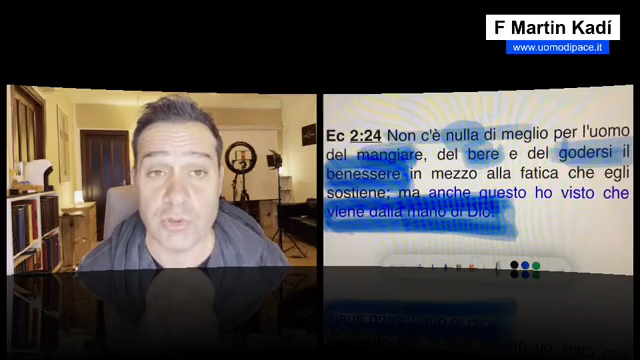 F Martin Kadí
www.uomodipace.it
Ec 2:24 Non c'è nulla di meglio per l'uomo
del mangiare, del bere e del godersi il
benessere in mezzo alla fatica che egli
sostiene; ma anche questo ho visto che
viene dalla mano di Dio.